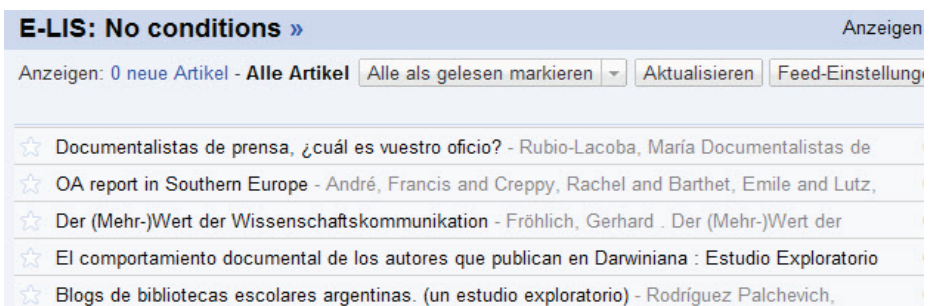 E-LIS: No conditions » Anzeigen
Anzeigen: 0 neue Artikel - Alle Artikel Alle als gelesen markieren Aktualisieren Feed-Einstellung
Documentalistas de prensa, ¿cuál es vuestro oficio? - Rubio-Lacoba, María Documentalistas de
OA report in Southern Europe - André, Francis and Creppy, Rachel and Barthet, Emile and Lutz,
Der (Mehr-)Wert der Wissenschaftskommunikation - Fröhlich, Gerhard . Der (Mehr-)Wert der
El comportamiento documental de los autores que publican en Darwiniana : Estudio Exploratorio
Blogs de bibliotecas escolares argentinas. (un estudio exploratorio) - Rodríguez Palchevich,